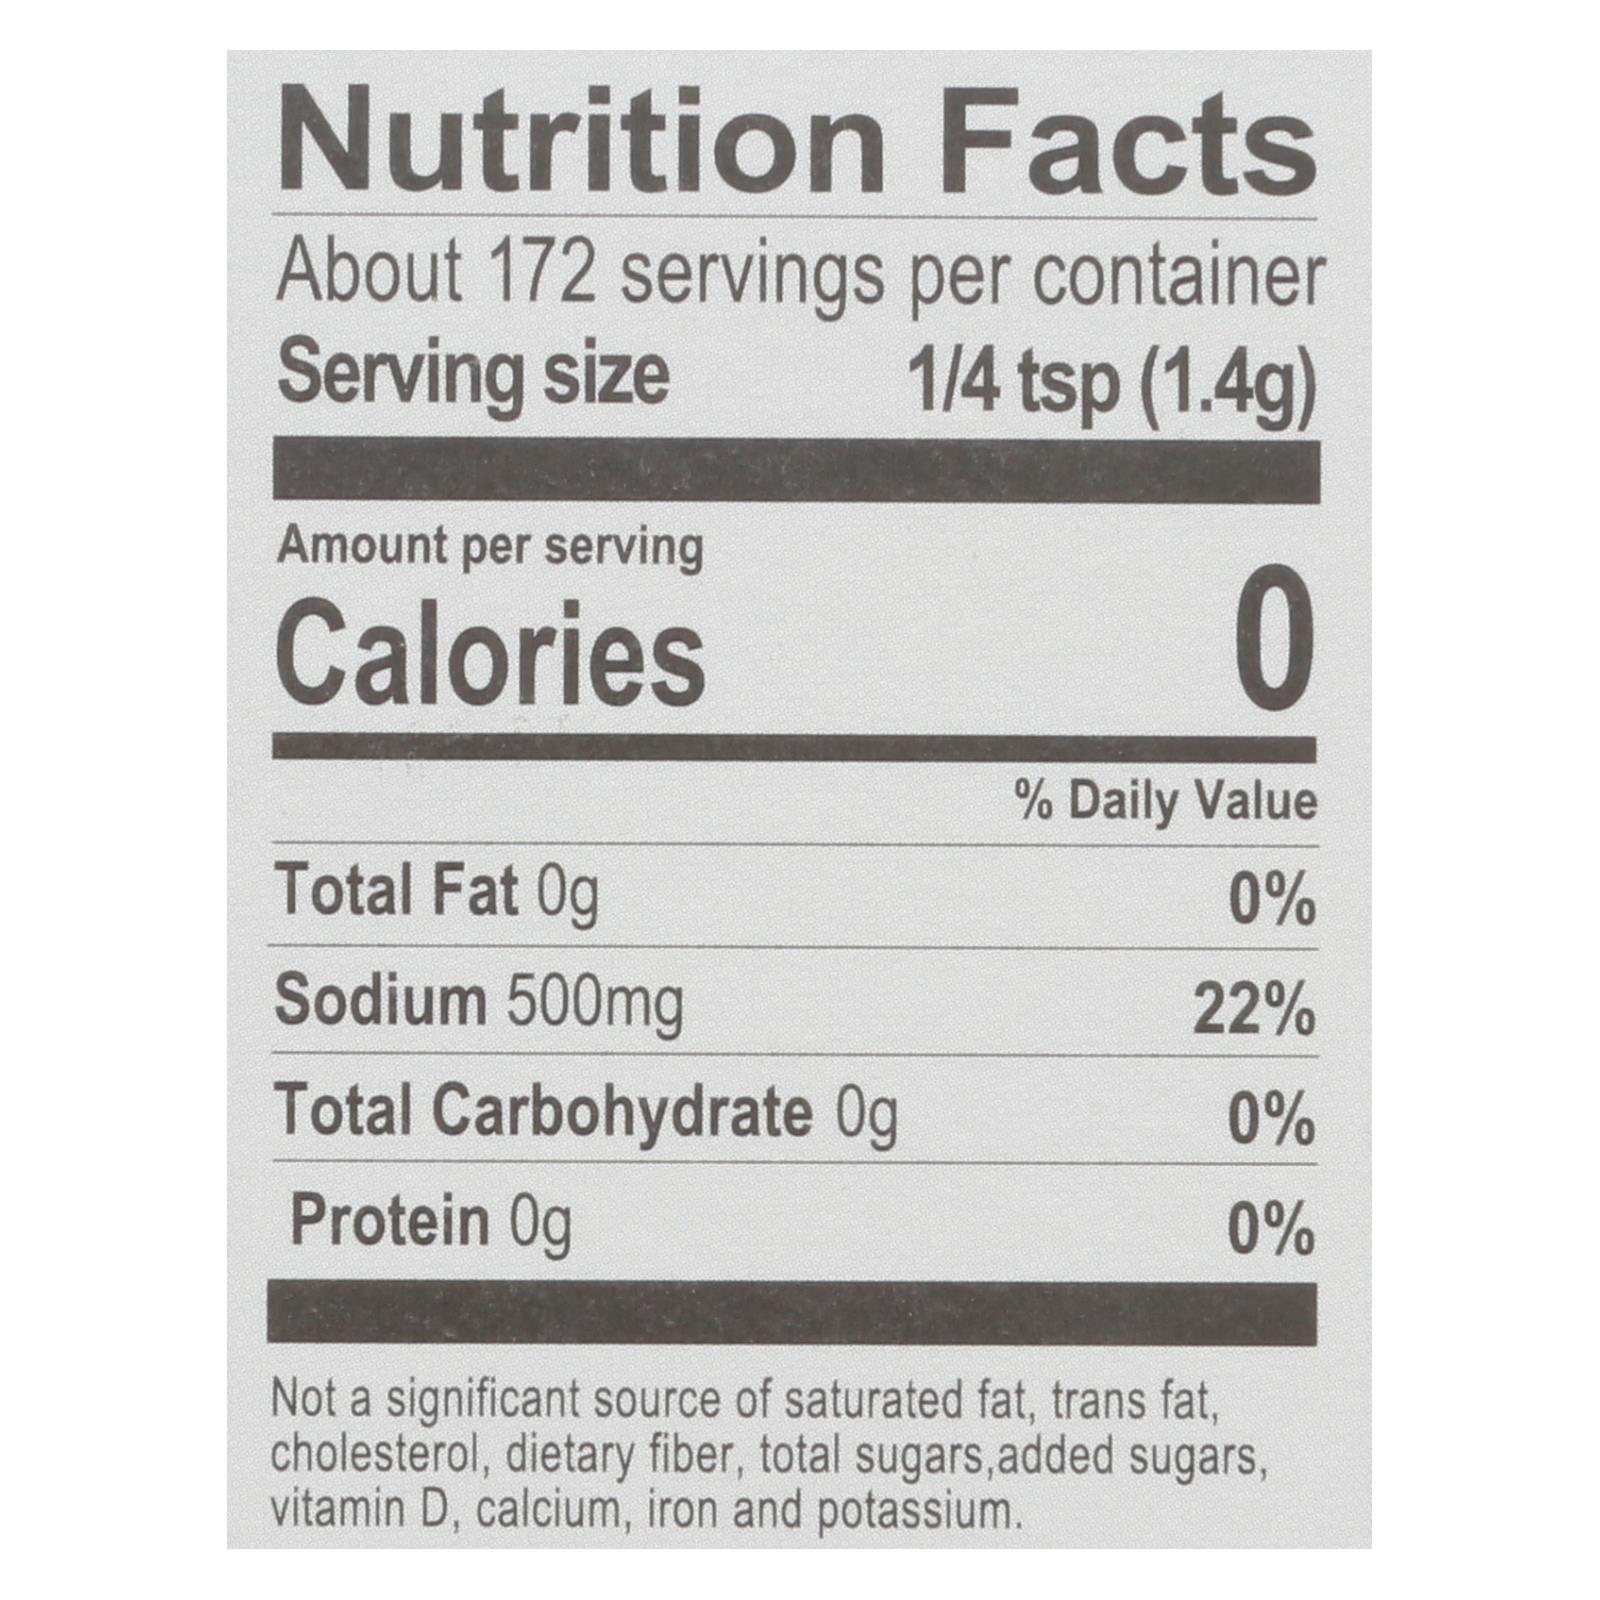 Nutrition Facts
About 172 servings per container
Serving size 1/4 tsp (1.4g)
Amount per serving
Calories 0
% Daily Value
Total Fat 0g 0%
Sodium 500mg 22%
Total Carbohydrate 0g 0%
Protein 0g 0%
Not a significant source of saturated fat, trans fat,
cholesterol, dietary fiber, total sugars,added sugars,
vitamin D, calcium, iron and potassium.